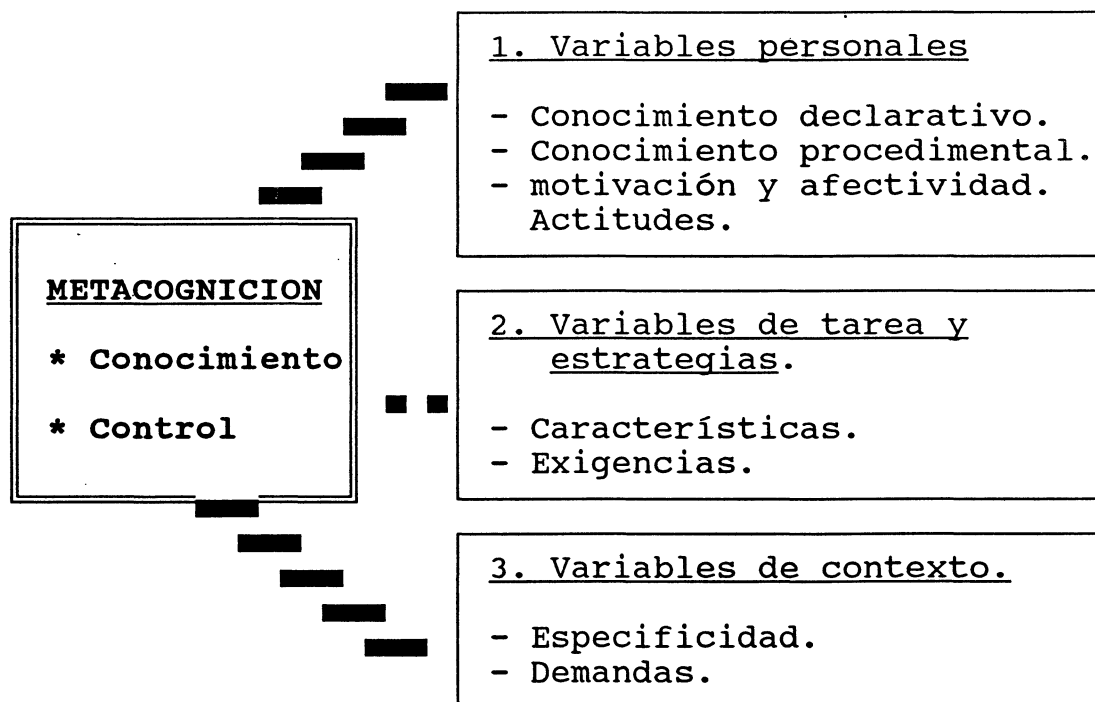 1. Variables personales
- Conocimiento declarativo.
- Conocimiento procedimental.
- motivación y afectividad.
Actitudes.
METACOGNICION
* Conocimiento
* Control
2. Variables de tarea y
estrategias.
- Características.
- Exigencias.
3. Variables de contexto.
- Especificidad.
- Demandas.